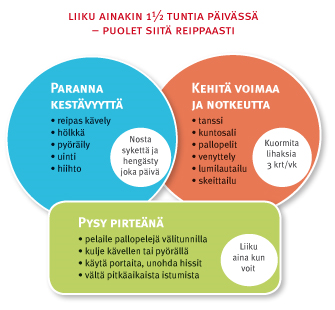 LIIKU AINAKIN 1½ TUNTIA PÄIVÄSSÄ
– PUOLET SIITÄ REIPPAASTI
PARANNA
KESTÄVYYTTÄ
• reipas kävely
• hölkkä
• pyöräily
• uinti
• hiihto
Nosta
sykettä ja
hengästy
joka päivä
KEHITÄ VOIMAA
JA NOTKEUTTA
• tanssi
• kuntosali
• pallopelit
• venyttely
• lumilautailu
• skeittailu
Kuormita
lihaksia
3 krt/vk
PYSY PIRTEÄNÄ
• pelaile pallopelejä välitunnilla
• kulje kävellen tai pyörällä
• käytä portaita, unohda hissit
• vältä pitkäaikaista istumista
Liiku
aina kun
voit